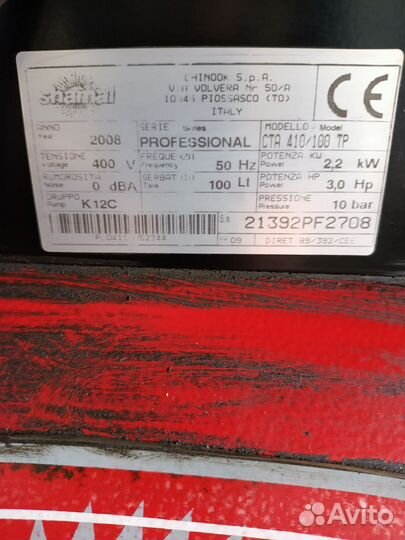 shamal
CHINOOK S.p.A.
VIA VOLVERA Nr 50/A
10045 PIOSSASCO (TO)
ITALY
CE
ANNO Year 2008 SERIE Series PROFESSIONAL MODELLO Model CTA 410/100 TP
TENSIONE Voltage 400 V FREQUENZA Frequency 50 Hz POTENZA KW Power 2,2 kW
RUMOROSITA Noise 0 dBA SERBATOIO Tank 100 Lt POTENZA HP Power 3,0 Hp
GRUPPO Pump K12C PRESSIONE Pressure 10 bar
S.n. 21392PF2708
09 DIRET 89/392/CEE
Avito